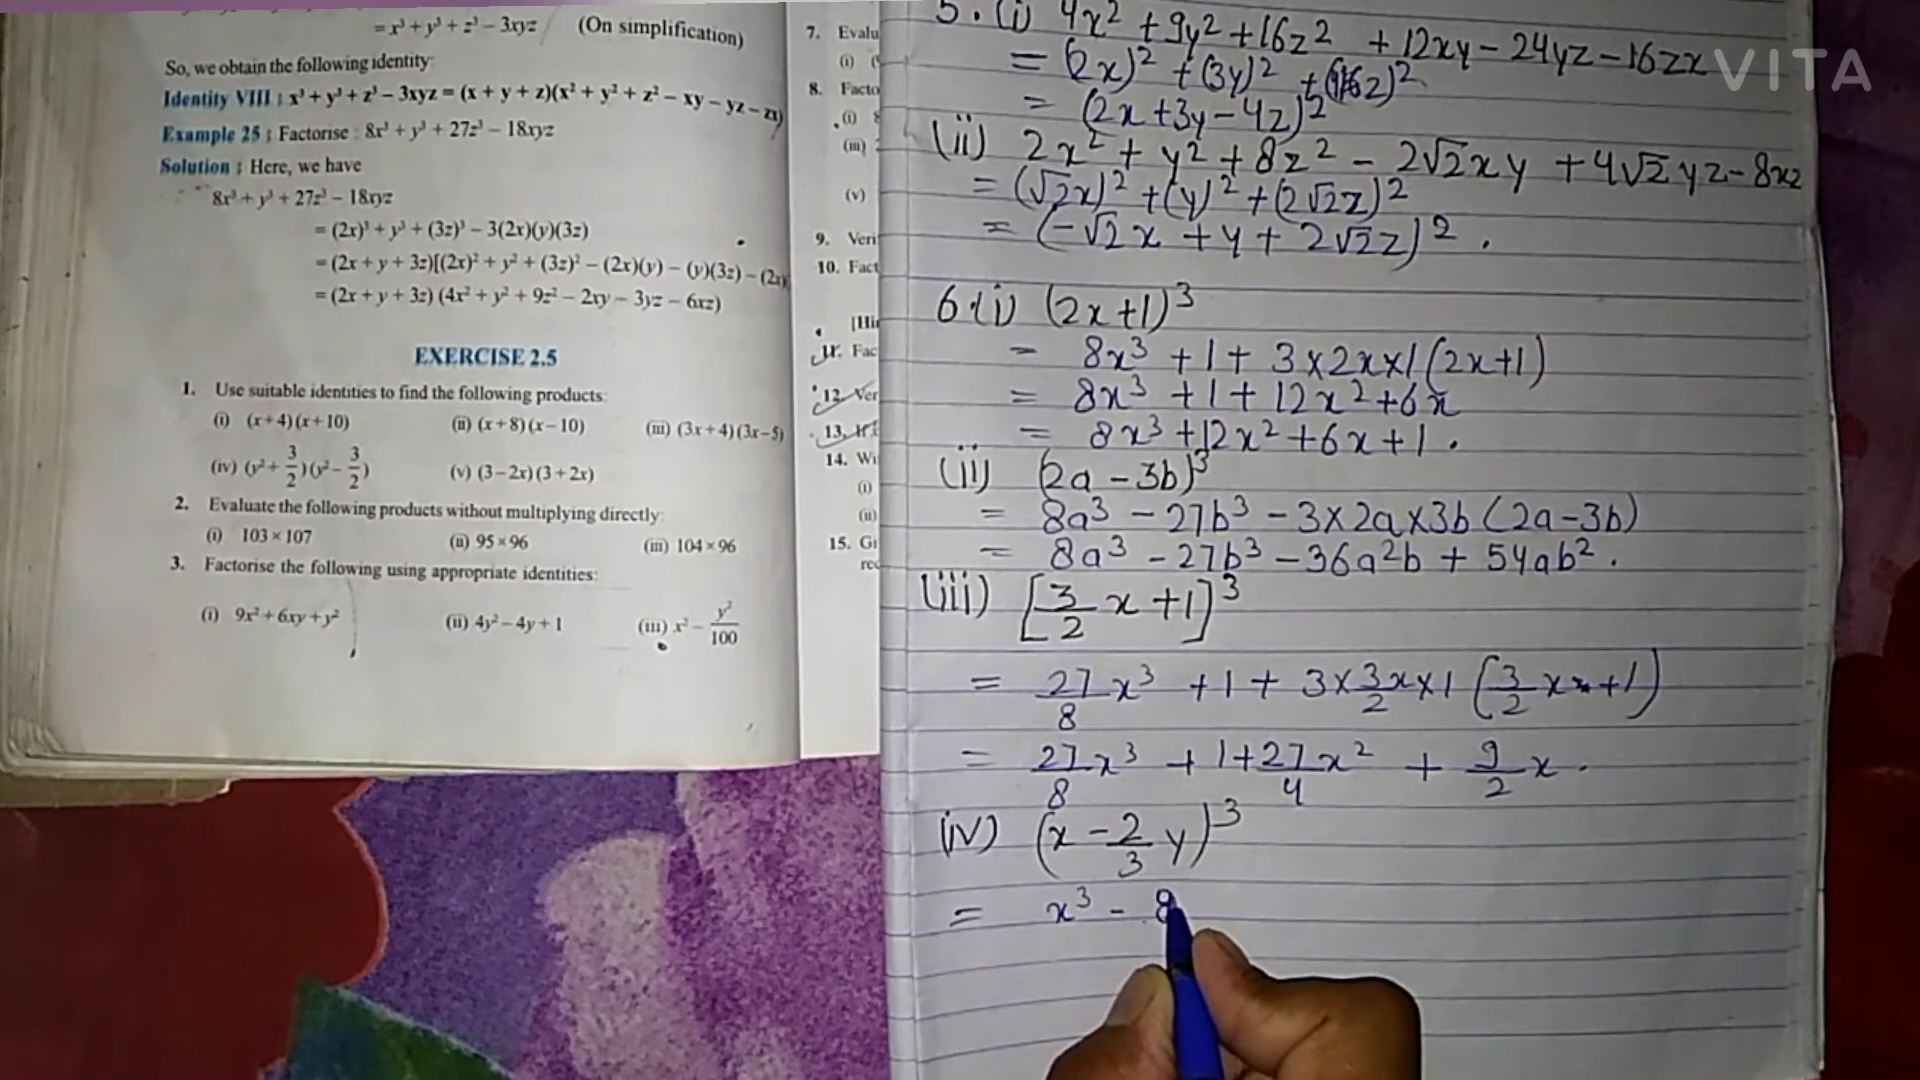 = x³ + y³ + z³ – 3xyz (On simplification)
So, we obtain the following identity:
Identity VIII : x³ + y³ + z³ – 3xyz = (x + y + z)(x² + y² + z² – xy – yz – zx)
Example 25 : Factorise : 8x³ + y³ + 27z³ – 18xyz
Solution : Here, we have
8x³ + y³ + 27z³ – 18xyz
= (2x)³ + y³ + (3z)³ – 3(2x)(y)(3z)
= (2x + y + 3z)[(2x)² + y² + (3z)² – (2x)(y) – (y)(3z) – (2x)
= (2x + y + 3z) (4x² + y² + 9z² – 2xy – 3yz – 6xz)
EXERCISE 2.5
1. Use suitable identities to find the following products:
(i) (x+4)(x+10) (ii) (x+8)(x–10) (iii) (3x+4)(3x–5)
(iv) (y²+3/2)(y²–3/2) (v) (3–2x)(3+2x)
2. Evaluate the following products without multiplying directly:
(i) 103×107 (ii) 95×96 (iii) 104×96
3. Factorise the following using appropriate identities:
(i) 9x²+6xy+y² (ii) 4y²–4y+1 (iii) x²–y²/100
7. Evalu
(i)
8. Facto
(i) 8
(iii) 2
(v)
9. Veri
10. Fact
[Hin
11. Fac
12. Ver
13. If
14. Wi
(i)
(ii)
15. Gi
rec
5. (i) 4x² + 9y² + 16z² + 12xy – 24yz – 16zx
= (2x)² + (3y)² + z)²
= (2x + 3y – 4z)²
(ii) 2x² + y² + 8z² – 2√2xy + 4√2yz – 8xz
= (√2x)² + (y)² + (2√2z)²
= (–√2x + y + 2√2z)².
6. (i) (2x+1)³
= 8x³ + 1 + 3×2x×1(2x+1)
= 8x³ + 1 + 12x² + 6x
= 8x³ + 12x² + 6x + 1.
(ii) (2a – 3b)³
= 8a³ – 27b³ – 3×2a×3b(2a–3b)
= 8a³ – 27b³ – 36a²b + 54ab².
(iii) [3/2 x + 1]³
= 27/8 x³ + 1 + 3×3/2x×1(3/2 x + 1)
= 27/8 x³ + 1 + 27/4 x² + 9/2 x.
(iv) (x – 2/3 y)³
= x³ – 8
VITA